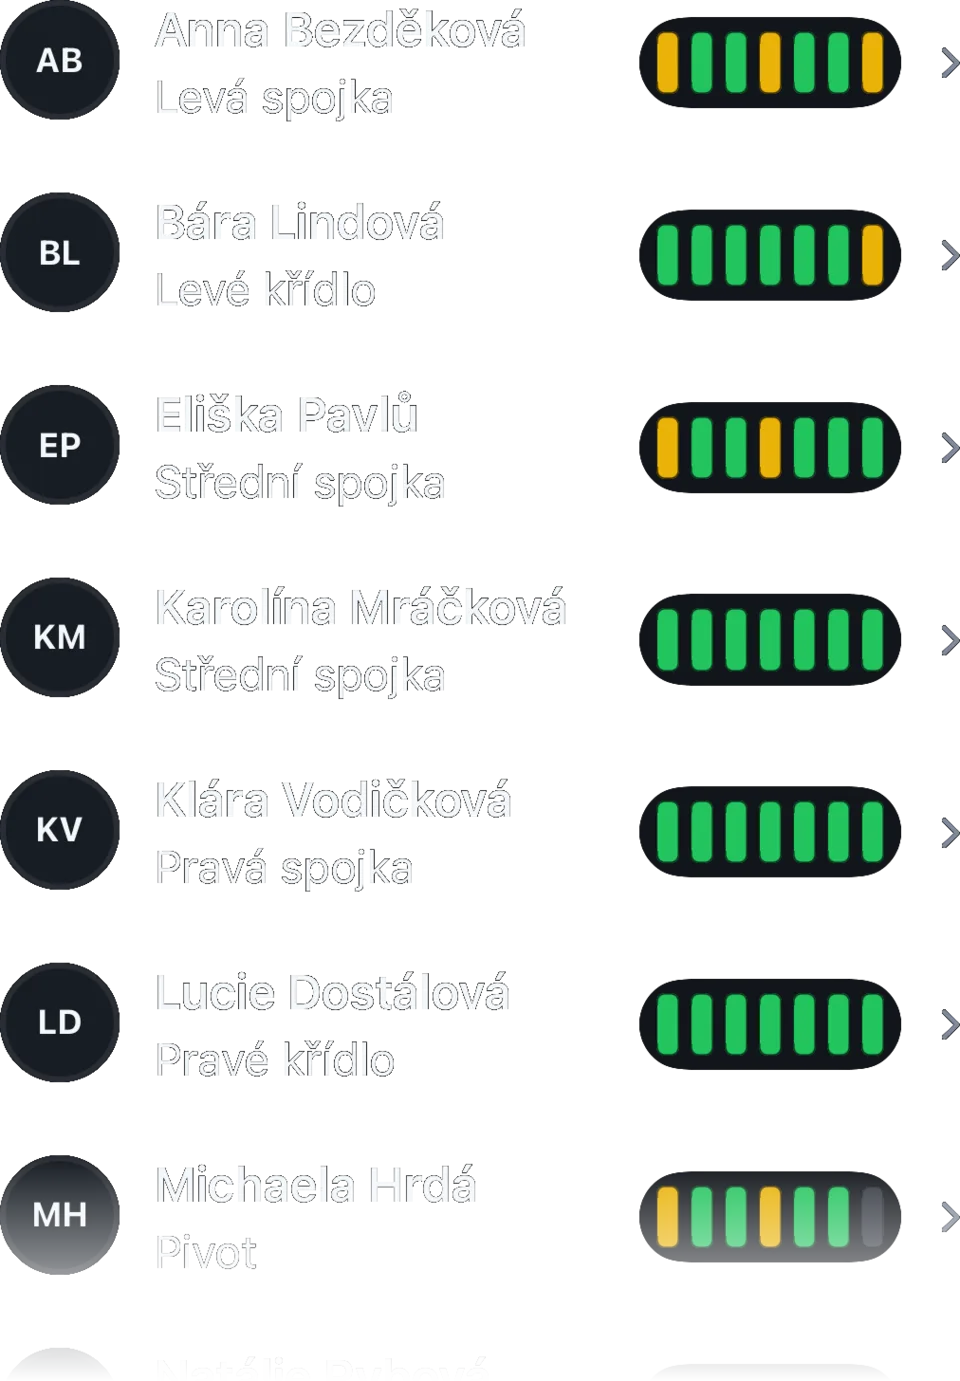 AB
Anna Bezděková
Levá spojka
BL
Bára Lindová
Levé křídlo
EP
Eliška Pavlů
Střední spojka
KM
Karolína Mráčková
Střední spojka
KV
Klára Vodičková
Pravá spojka
LD
Lucie Dostálová
Pravé křídlo
MH
Michaela Hrdá
Pivot